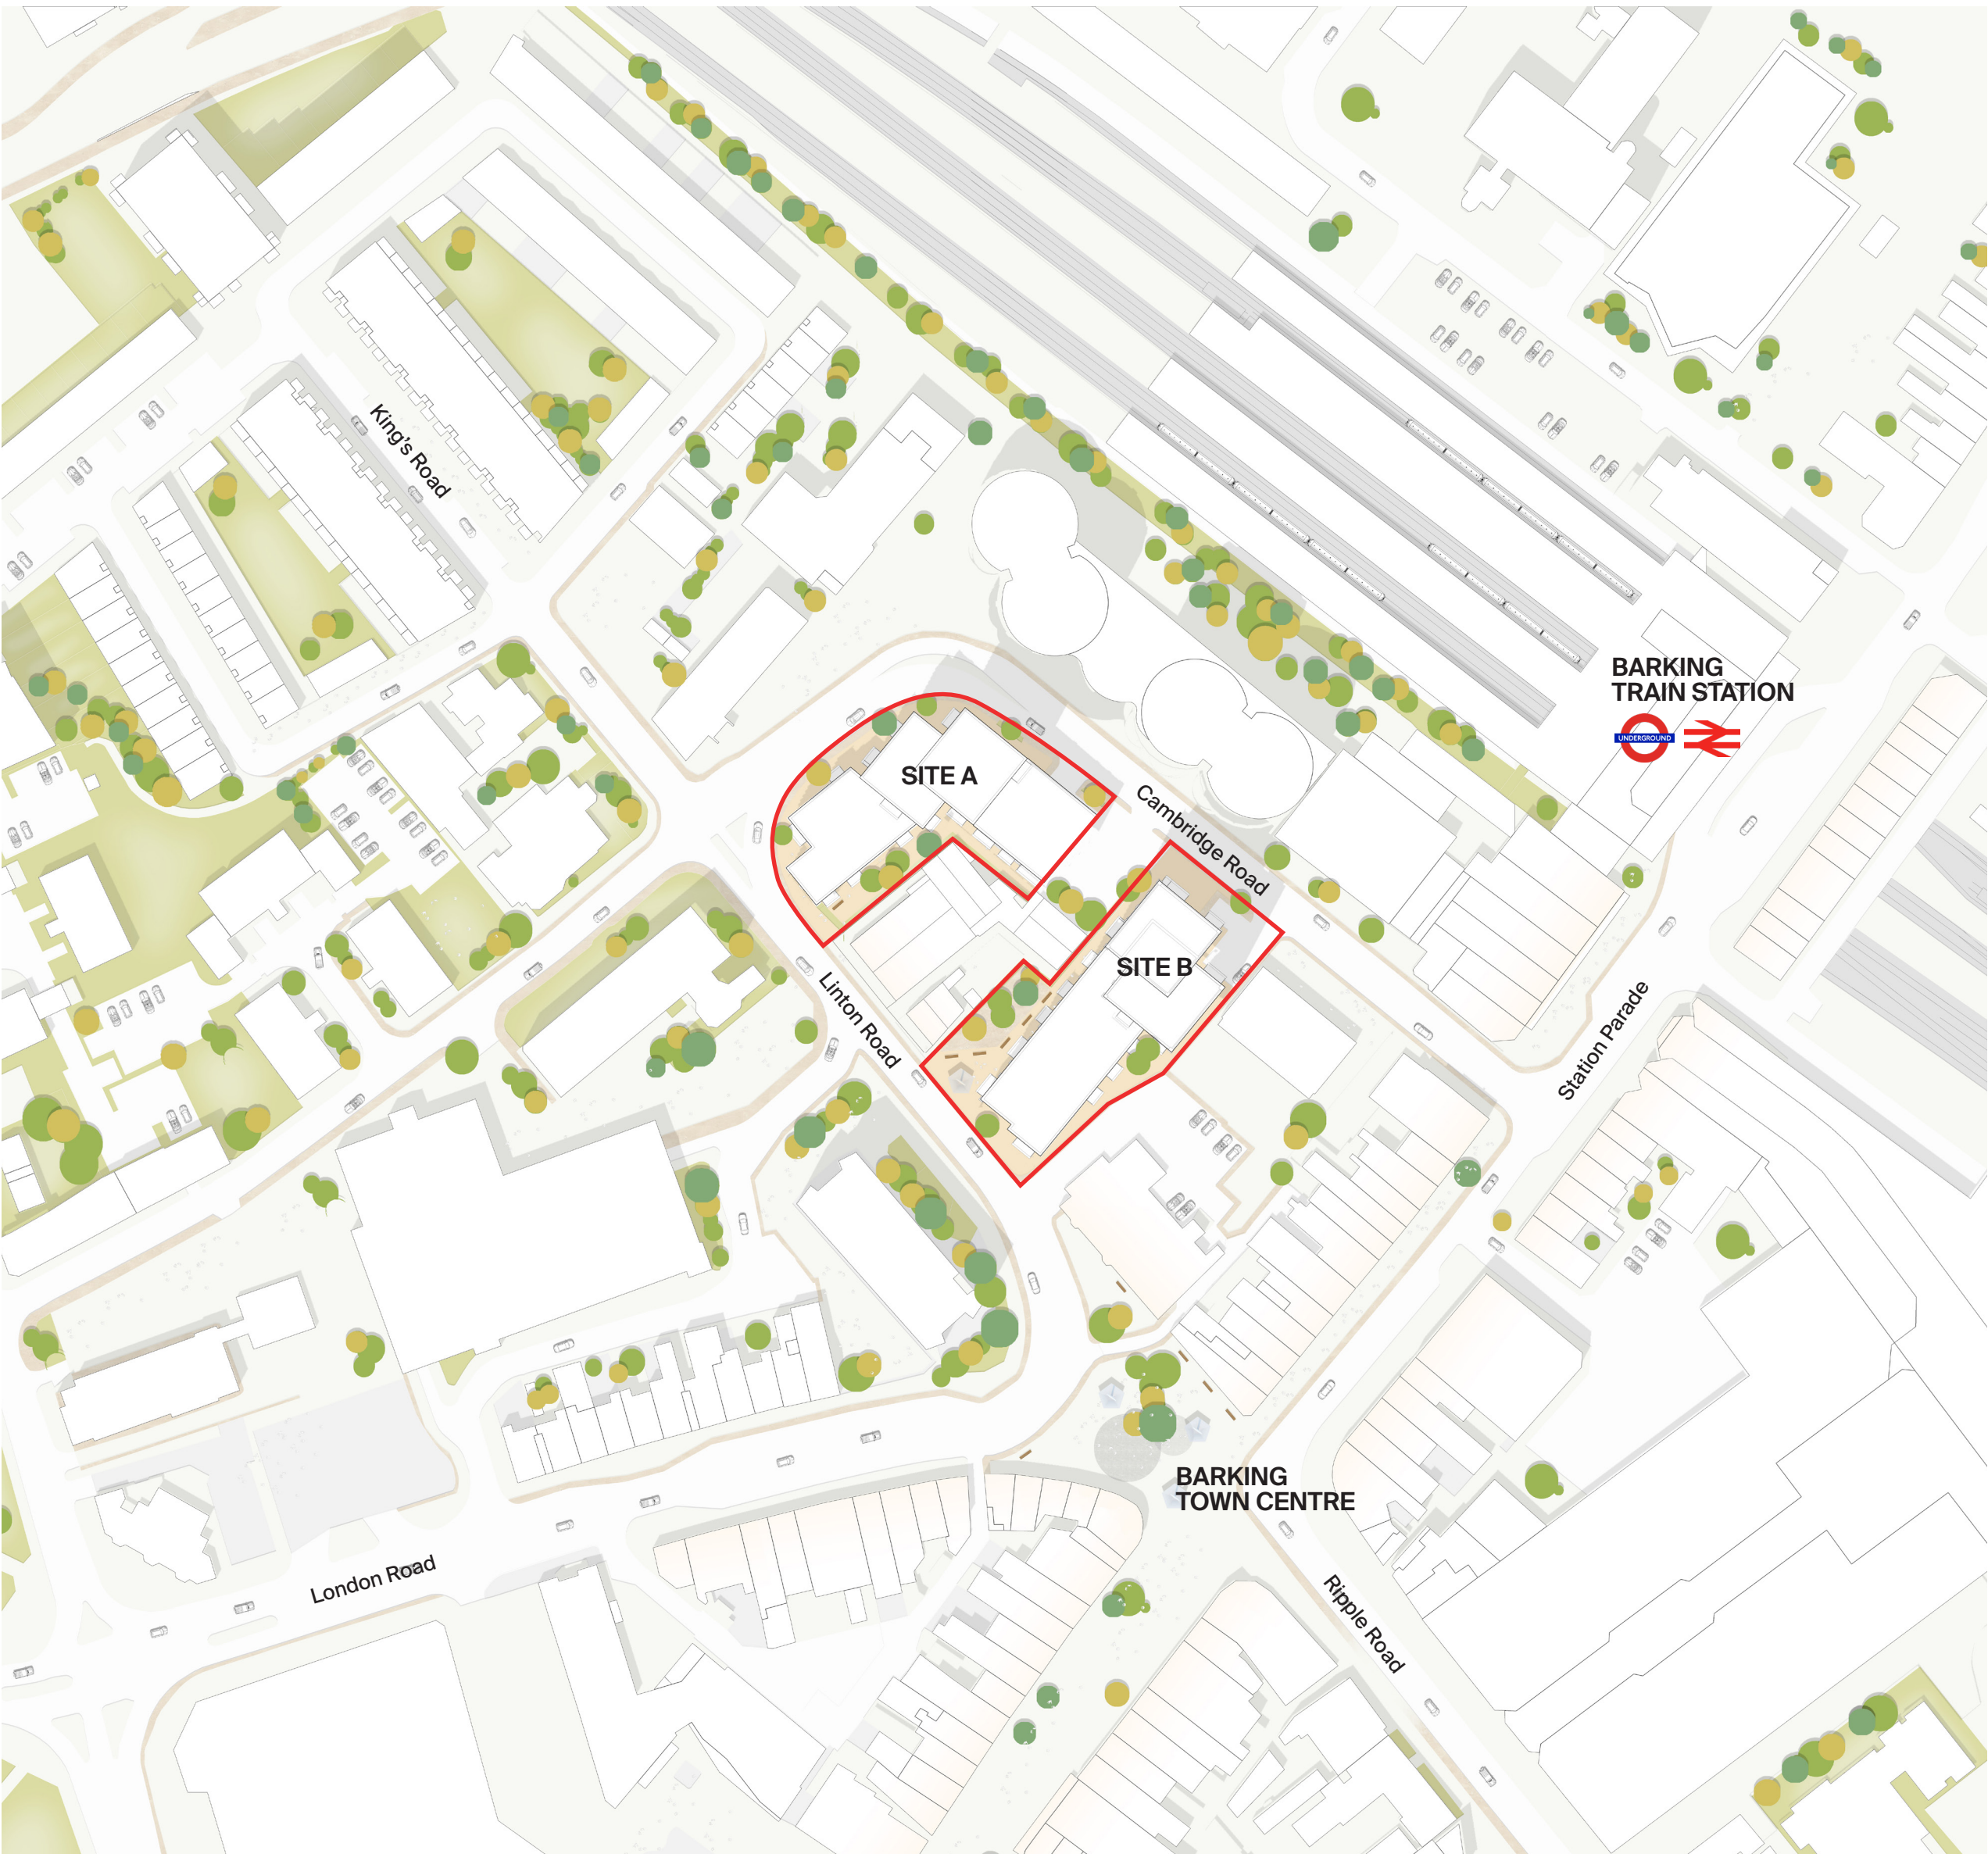 King's Road
BARKING
TRAIN STATION
UNDERGROUND
SITE A
Cambridge Road
SITE B
Linton Road
Station Parade
BARKING
TOWN CENTRE
London Road
Ripple Road